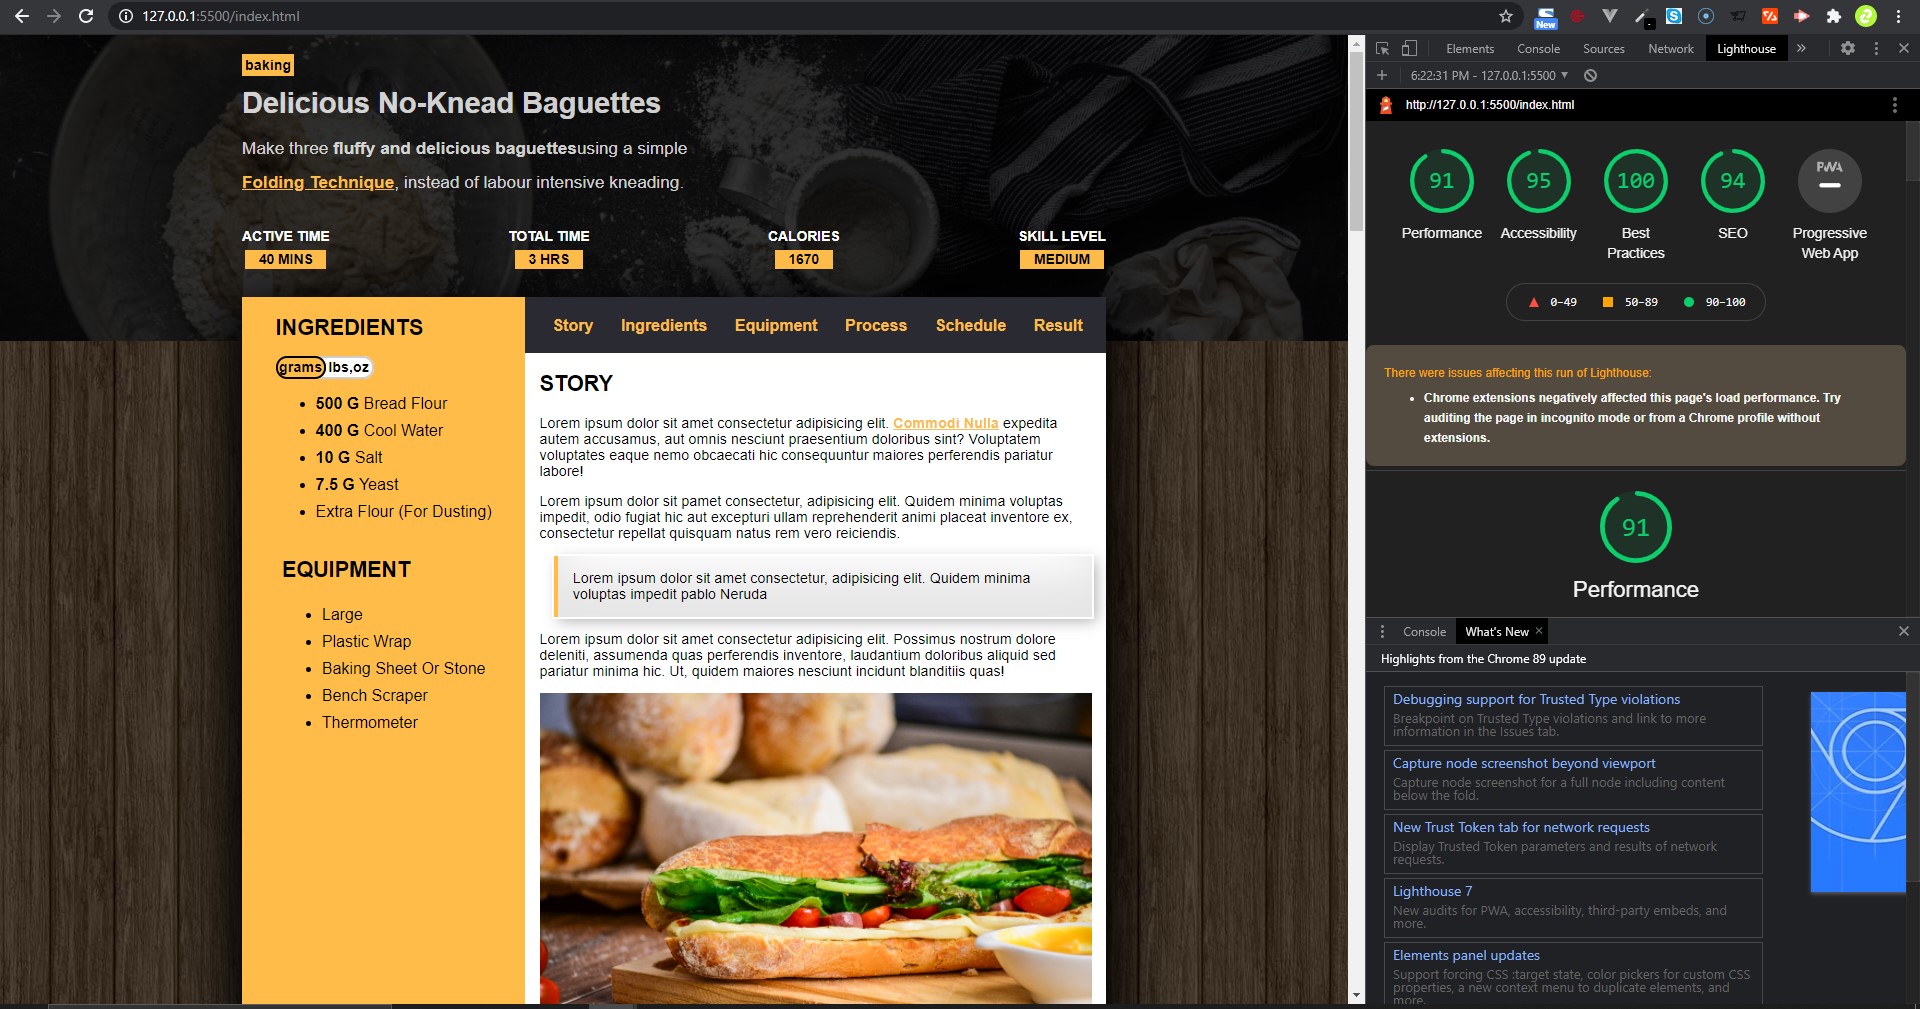 127.0.0.1:5500/index.html
New
baking
Delicious No-Knead Baguettes
Make three fluffy and delicious baguettesusing a simple
Folding Technique, instead of labour intensive kneading.
ACTIVE TIME
40 MINS
TOTAL TIME
3 HRS
CALORIES
1670
SKILL LEVEL
MEDIUM
INGREDIENTS
grams lbs,oz
• 500 G Bread Flour
• 400 G Cool Water
• 10 G Salt
• 7.5 G Yeast
• Extra Flour (For Dusting)
EQUIPMENT
• Large
• Plastic Wrap
• Baking Sheet Or Stone
• Bench Scraper
• Thermometer
Story Ingredients Equipment Process Schedule Result
STORY
Lorem ipsum dolor sit amet consectetur adipisicing elit. Commodi Nulla expedita
autem accusamus, aut omnis nesciunt praesentium doloribus sint? Voluptatem
voluptates eaque nemo obcaecati hic consequuntur maiores perferendis pariatur
labore!
Lorem ipsum dolor sit pamet consectetur, adipisicing elit. Quidem minima voluptas
impedit, odio fugiat hic aut excepturi ullam reprehenderit animi placeat inventore ex,
consectetur repellat quisquam natus rem vero reiciendis.
Lorem ipsum dolor sit amet consectetur, adipisicing elit. Quidem minima
voluptas impedit pablo Neruda
Lorem ipsum dolor sit amet consectetur adipisicing elit. Possimus nostrum dolore
deleniti, assumenda quas perferendis inventore, laudantium doloribus aliquid sed
pariatur minima hic. Ut, quidem maiores nesciunt incidunt blanditiis quas!
Elements Console Sources Network Lighthouse
6:22:31 PM - 127.0.0.1:5500
http://127.0.0.1:5500/index.html
91
Performance
95
Accessibility
100
Best
Practices
94
SEO
PWA
Progressive
Web App
0–49 50–89 90–100
There were issues affecting this run of Lighthouse:
• Chrome extensions negatively affected this page's load performance. Try
auditing the page in incognito mode or from a Chrome profile without
extensions.
91
Performance
Console What's New
Highlights from the Chrome 89 update
Debugging support for Trusted Type violations
Breakpoint on Trusted Type violations and link to more
information in the Issues tab.
Capture node screenshot beyond viewport
Capture node screenshot for a full node including content
below the fold.
New Trust Token tab for network requests
Display Trusted Token parameters and results of network
requests.
Lighthouse 7
New audits for PWA, accessibility, third-party embeds, and
more.
Elements panel updates
Support forcing CSS :target state, color pickers for custom CSS
properties, a new context menu to duplicate elements, and
more.